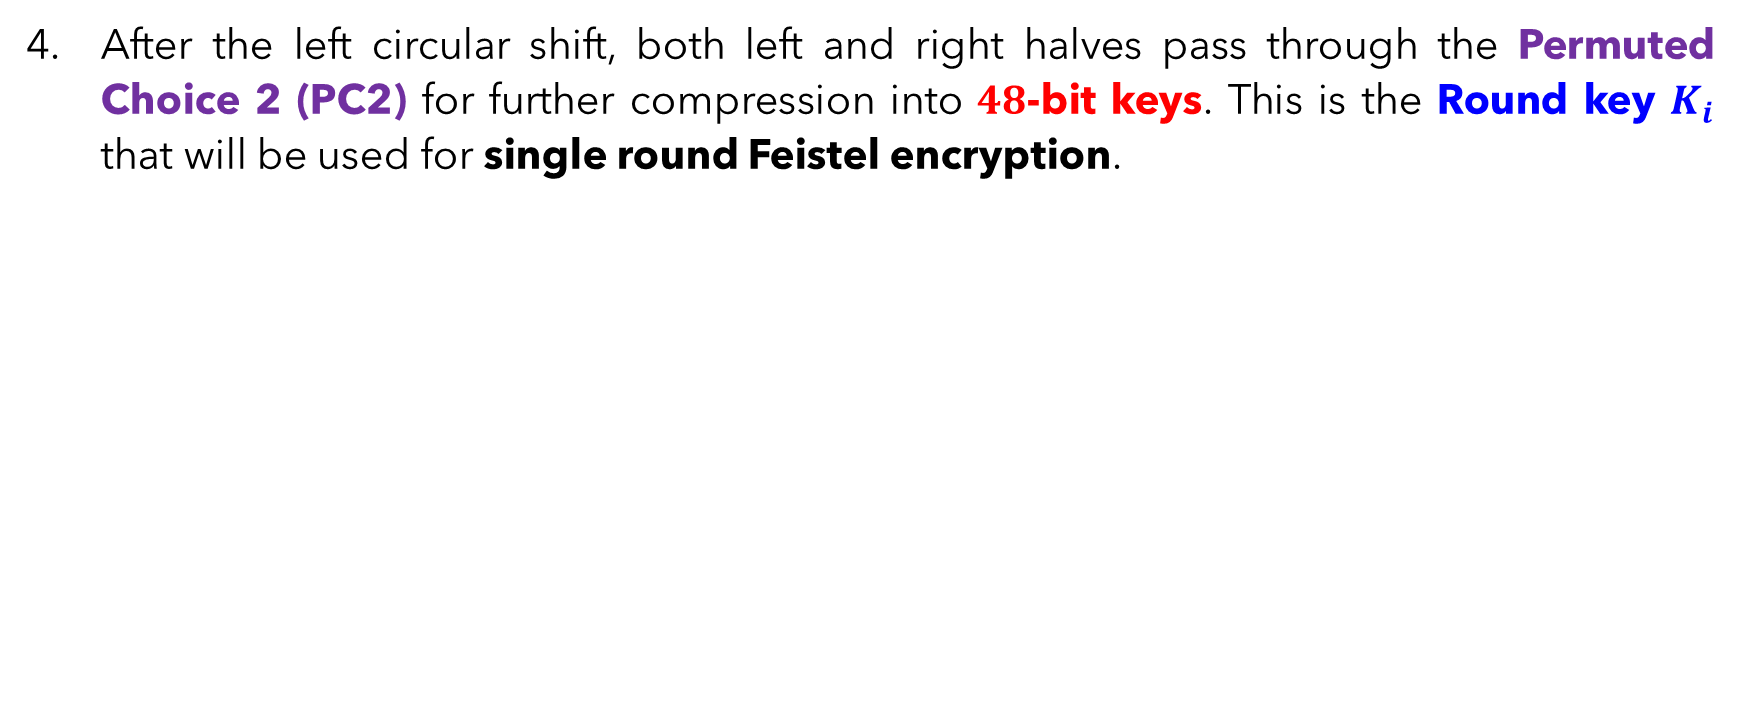 4. After the left circular shift, both left and right halves pass through the Permuted
Choice 2 (PC2) for further compression into 48-bit keys. This is the Round key K_i
that will be used for single round Feistel encryption.